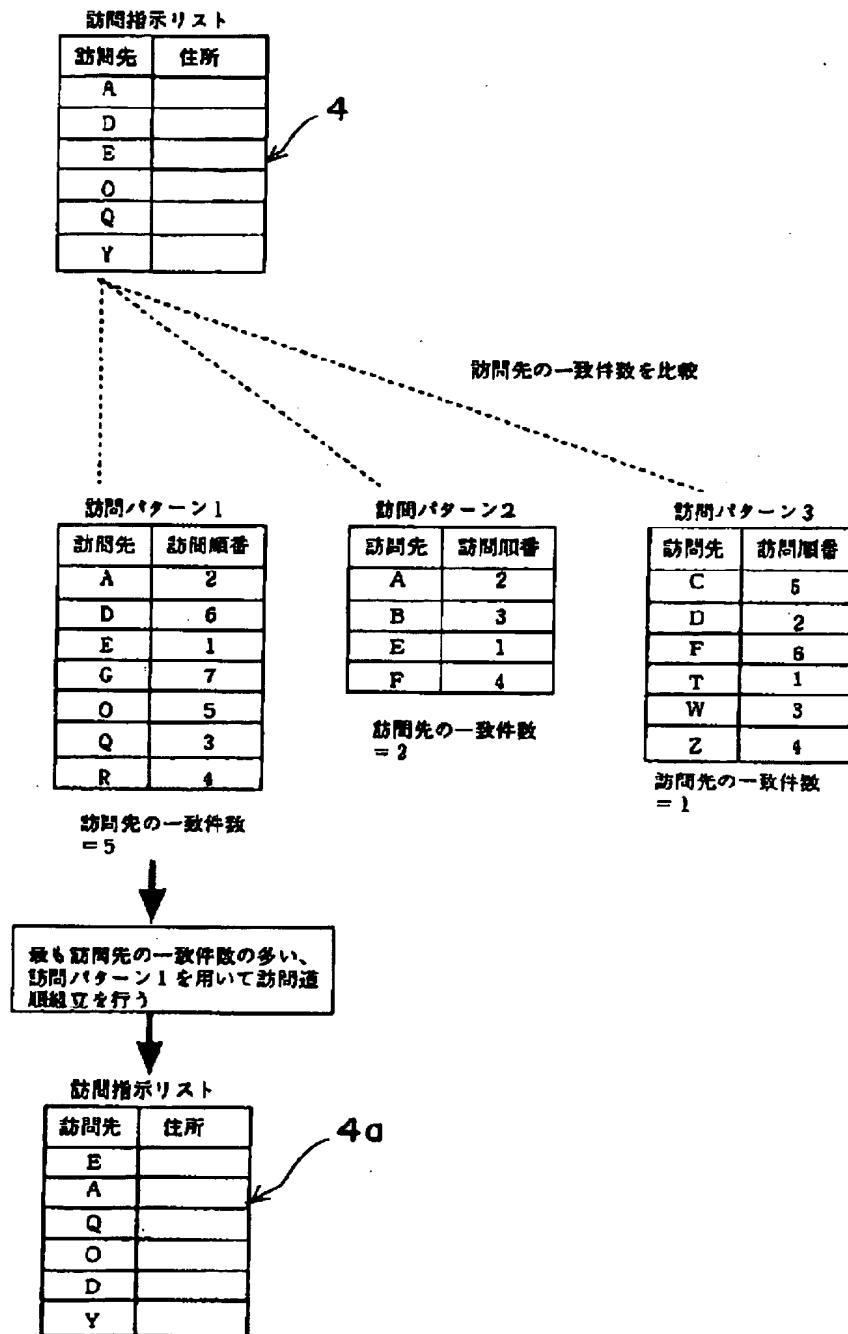 訪問指示リスト
訪問先 住所
A
D
E
O
Q
Y
4
訪問先の一致件数を比較
訪問パターン1
訪問先 訪問順番
A 2
D 6
E 1
G 7
O 5
Q 3
R 4
訪問先の一致件数
=5
訪問パターン2
訪問先 訪問順番
A 2
B 3
E 1
F 4
訪問先の一致件数
=2
訪問パターン3
訪問先 訪問順番
C 5
D 2
F 6
T 1
W 3
Z 4
訪問先の一致件数
=1
最も訪問先の一致件数の多い、
訪問パターン1を用いて訪問道
順組立を行う
訪問指示リスト
訪問先 住所
E
A
Q
O
D
Y
4a